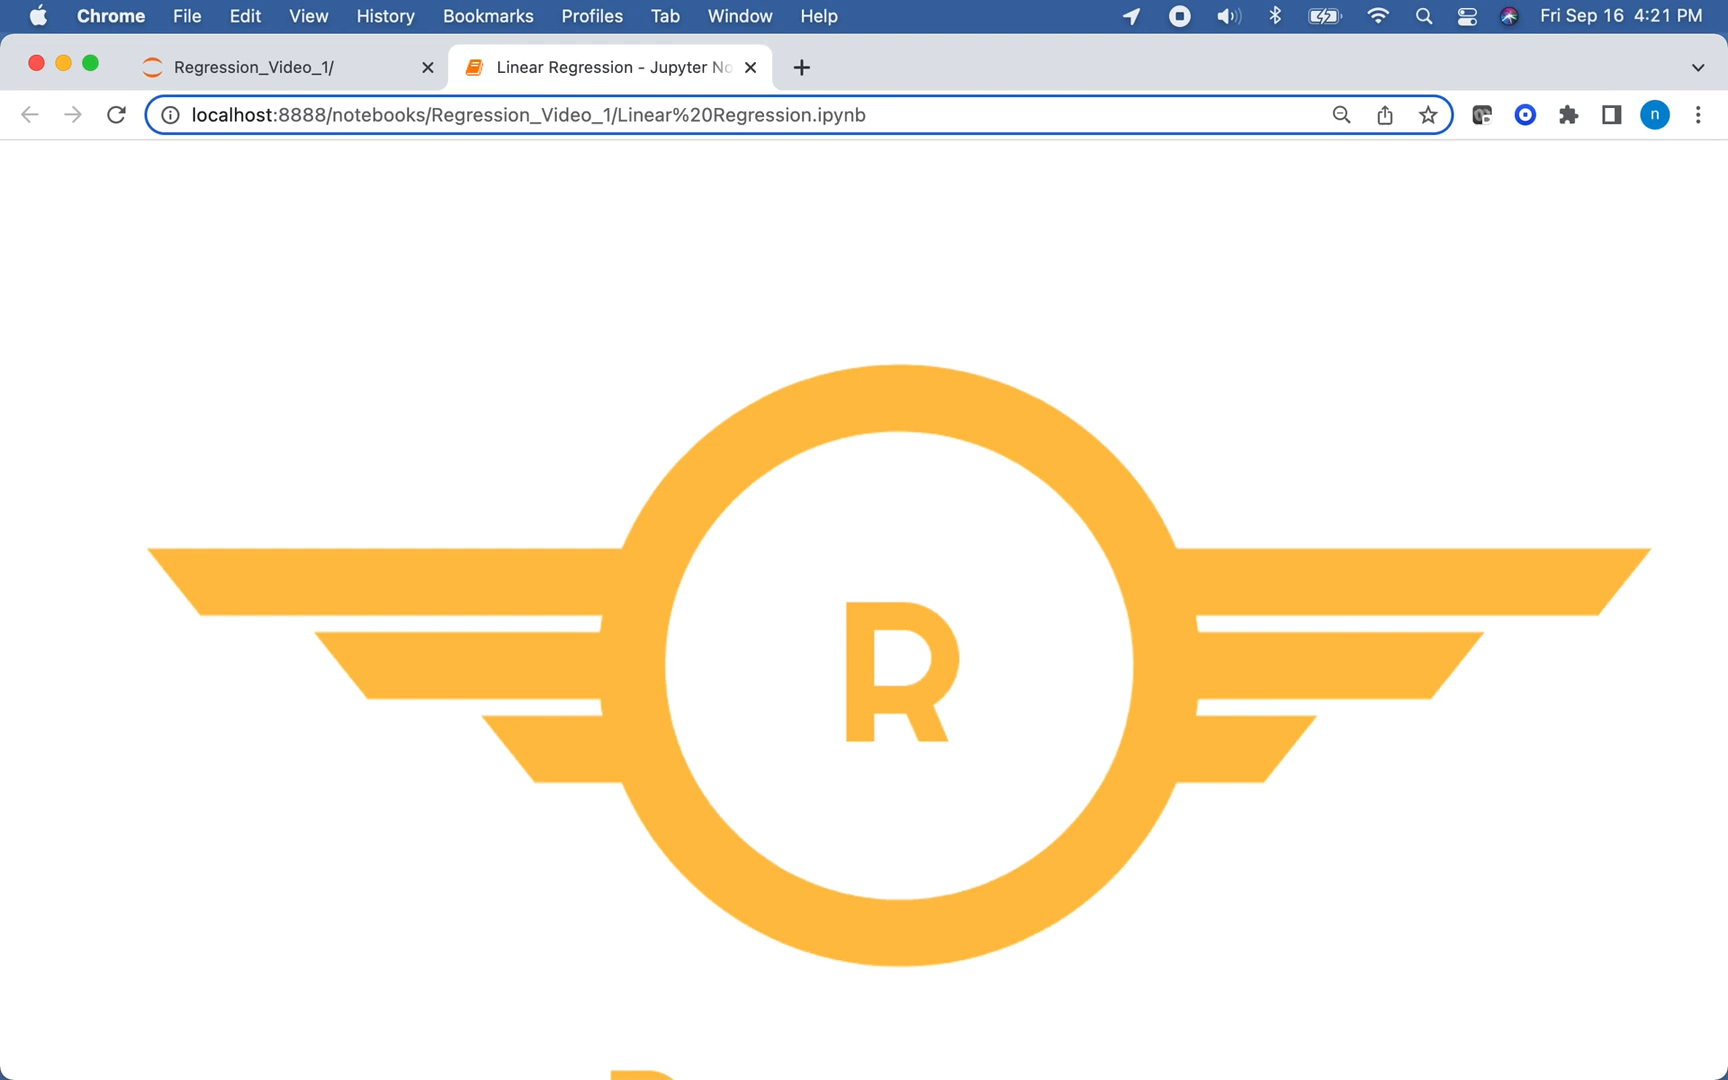 Chrome File Edit View History Bookmarks Profiles Tab Window Help Fri Sep 16 4:21 PM
Regression_Video_1/ Linear Regression - Jupyter No
localhost:8888/notebooks/Regression_Video_1/Linear%20Regression.ipynb n
R